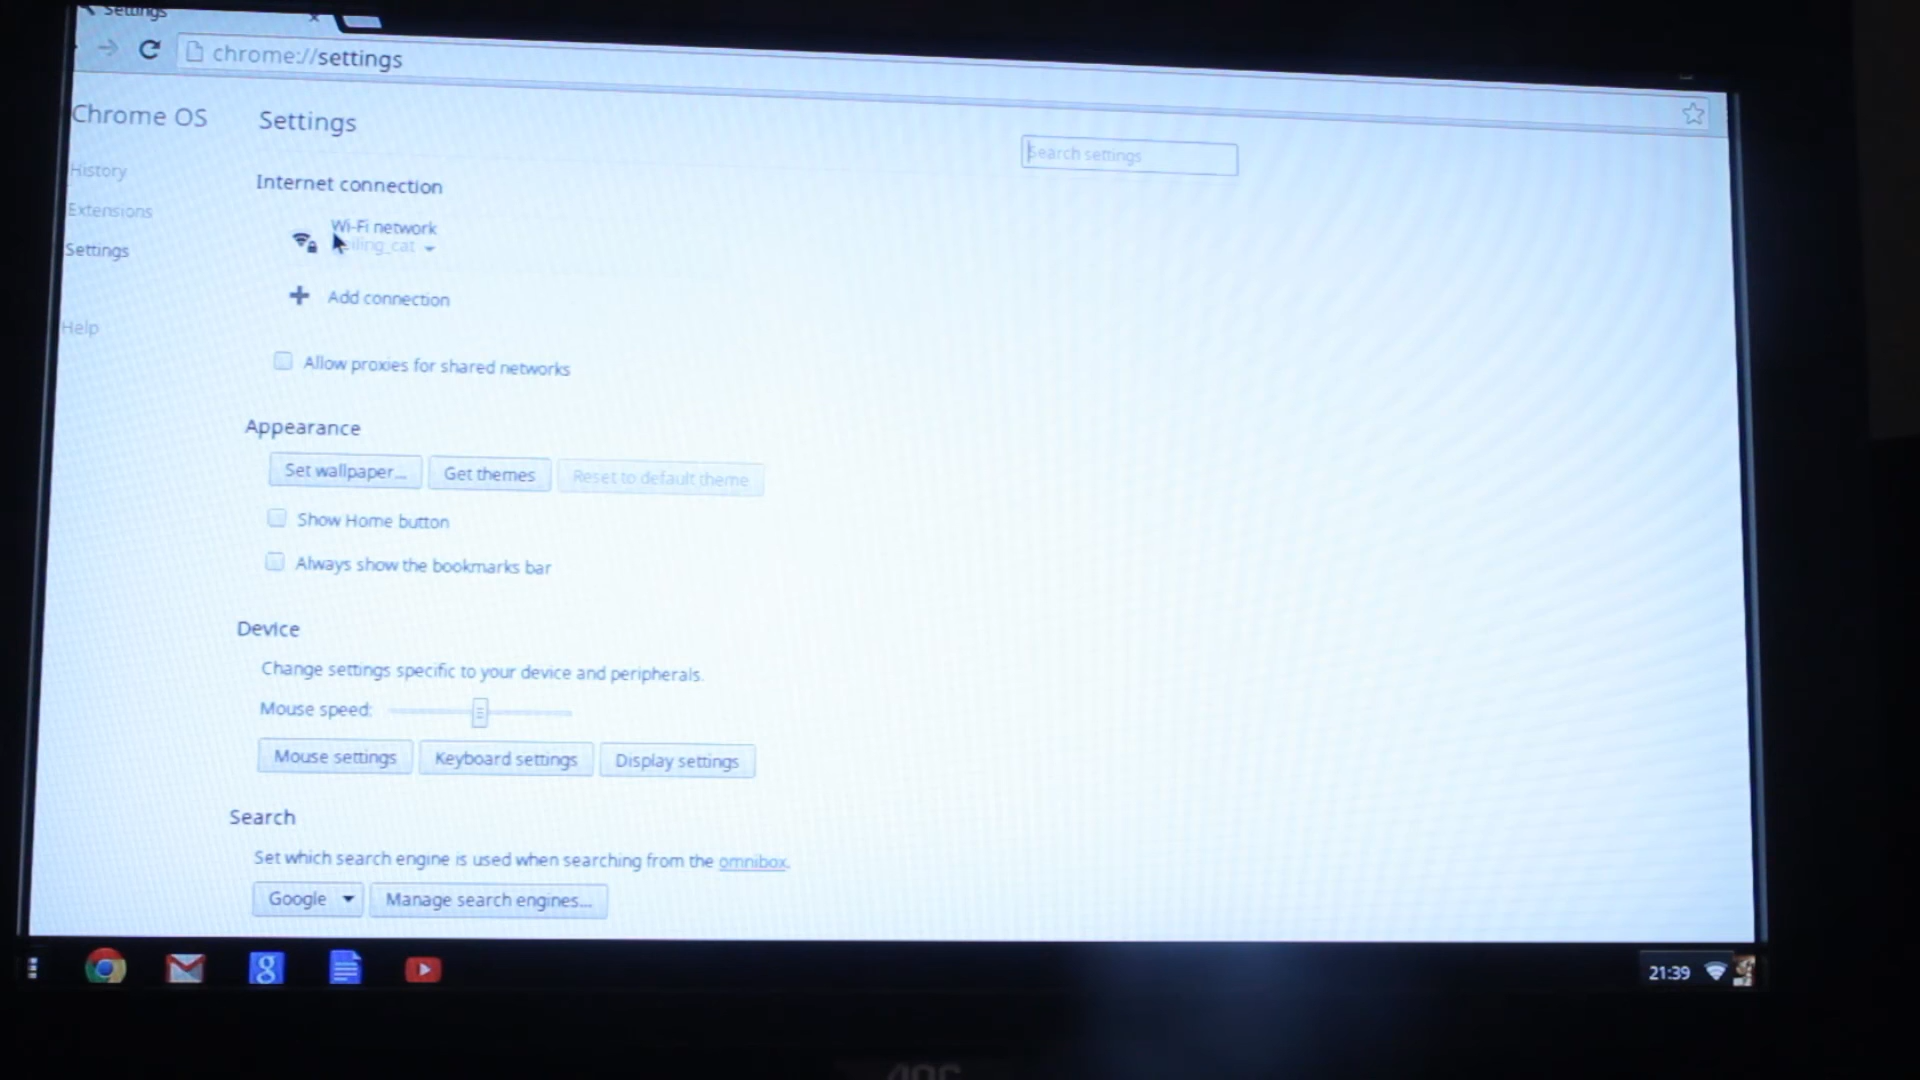 Settings
chrome://settings
Chrome OS
Settings
Search settings
History
Extensions
Settings
Help
Internet connection
Wi-Fi network
Add connection
Allow proxies for shared networks
Appearance
Set wallpaper... Get themes Reset to default theme
Show Home button
Always show the bookmarks bar
Device
Change settings specific to your device and peripherals.
Mouse speed:
Mouse settings Keyboard settings Display settings
Search
Set which search engine is used when searching from the omnibox.
Google Manage search engines...
8
21:39
AOC